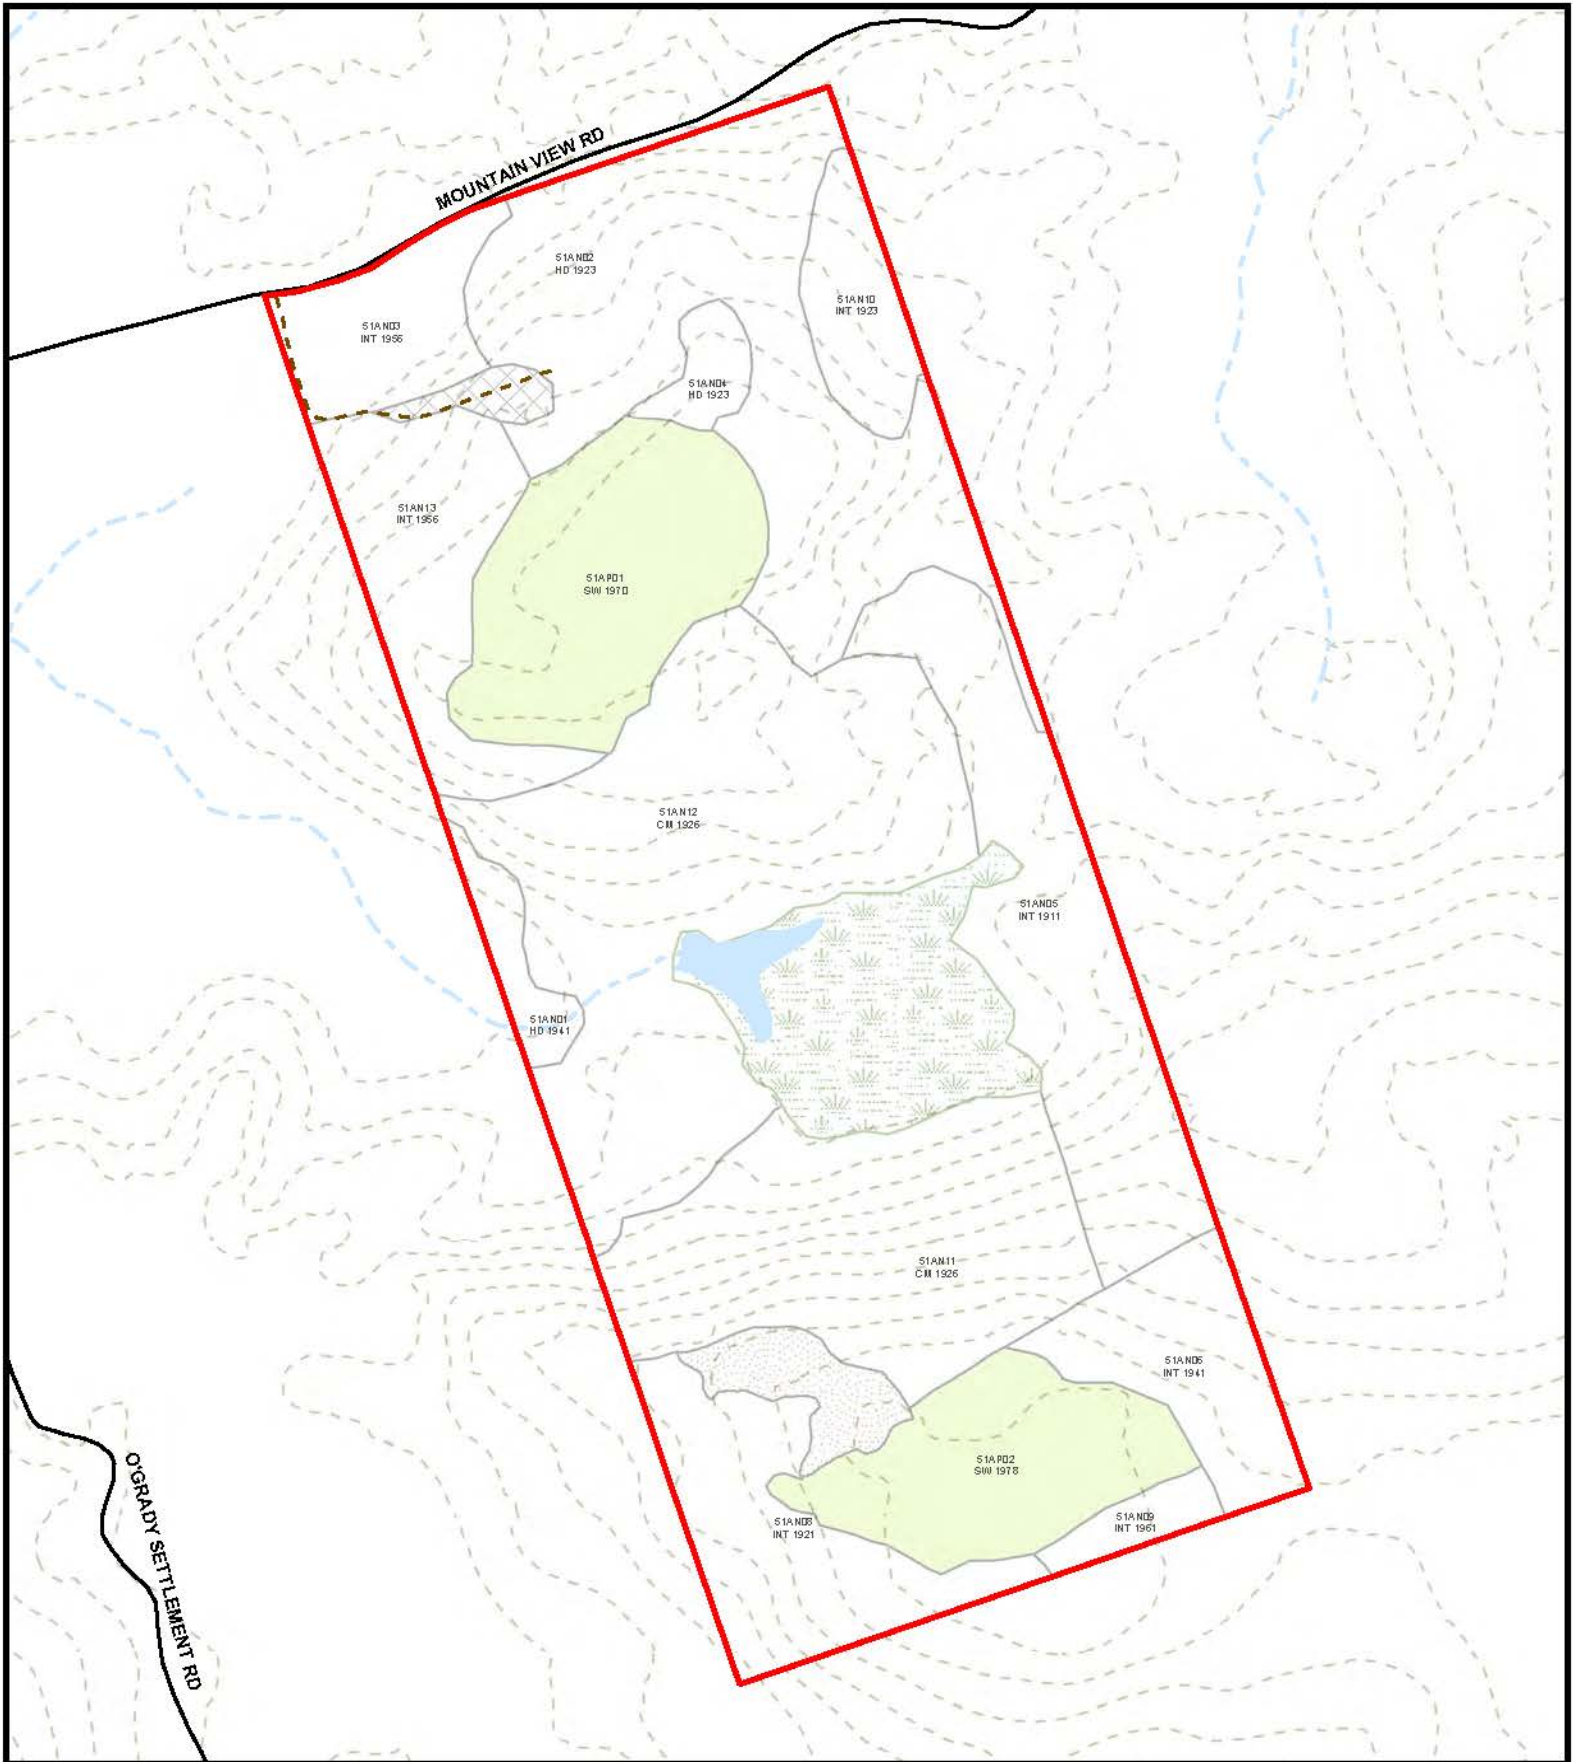 MOUNTAIN VIEW RD
51AN02
HD 1923
51AN10
INT 1923
51AN03
INT 1956
51AN04
HD 1923
51AN13
INT 1956
51AP01
SW 1970
51AN12
CM 1926
51AN05
INT 1911
51AN01
HD 1941
51AN11
CM 1926
51AN06
INT 1941
51AP02
SW 1978
51AN08
INT 1921
51AN09
INT 1961
O'GRADY SETTLEMENT RD